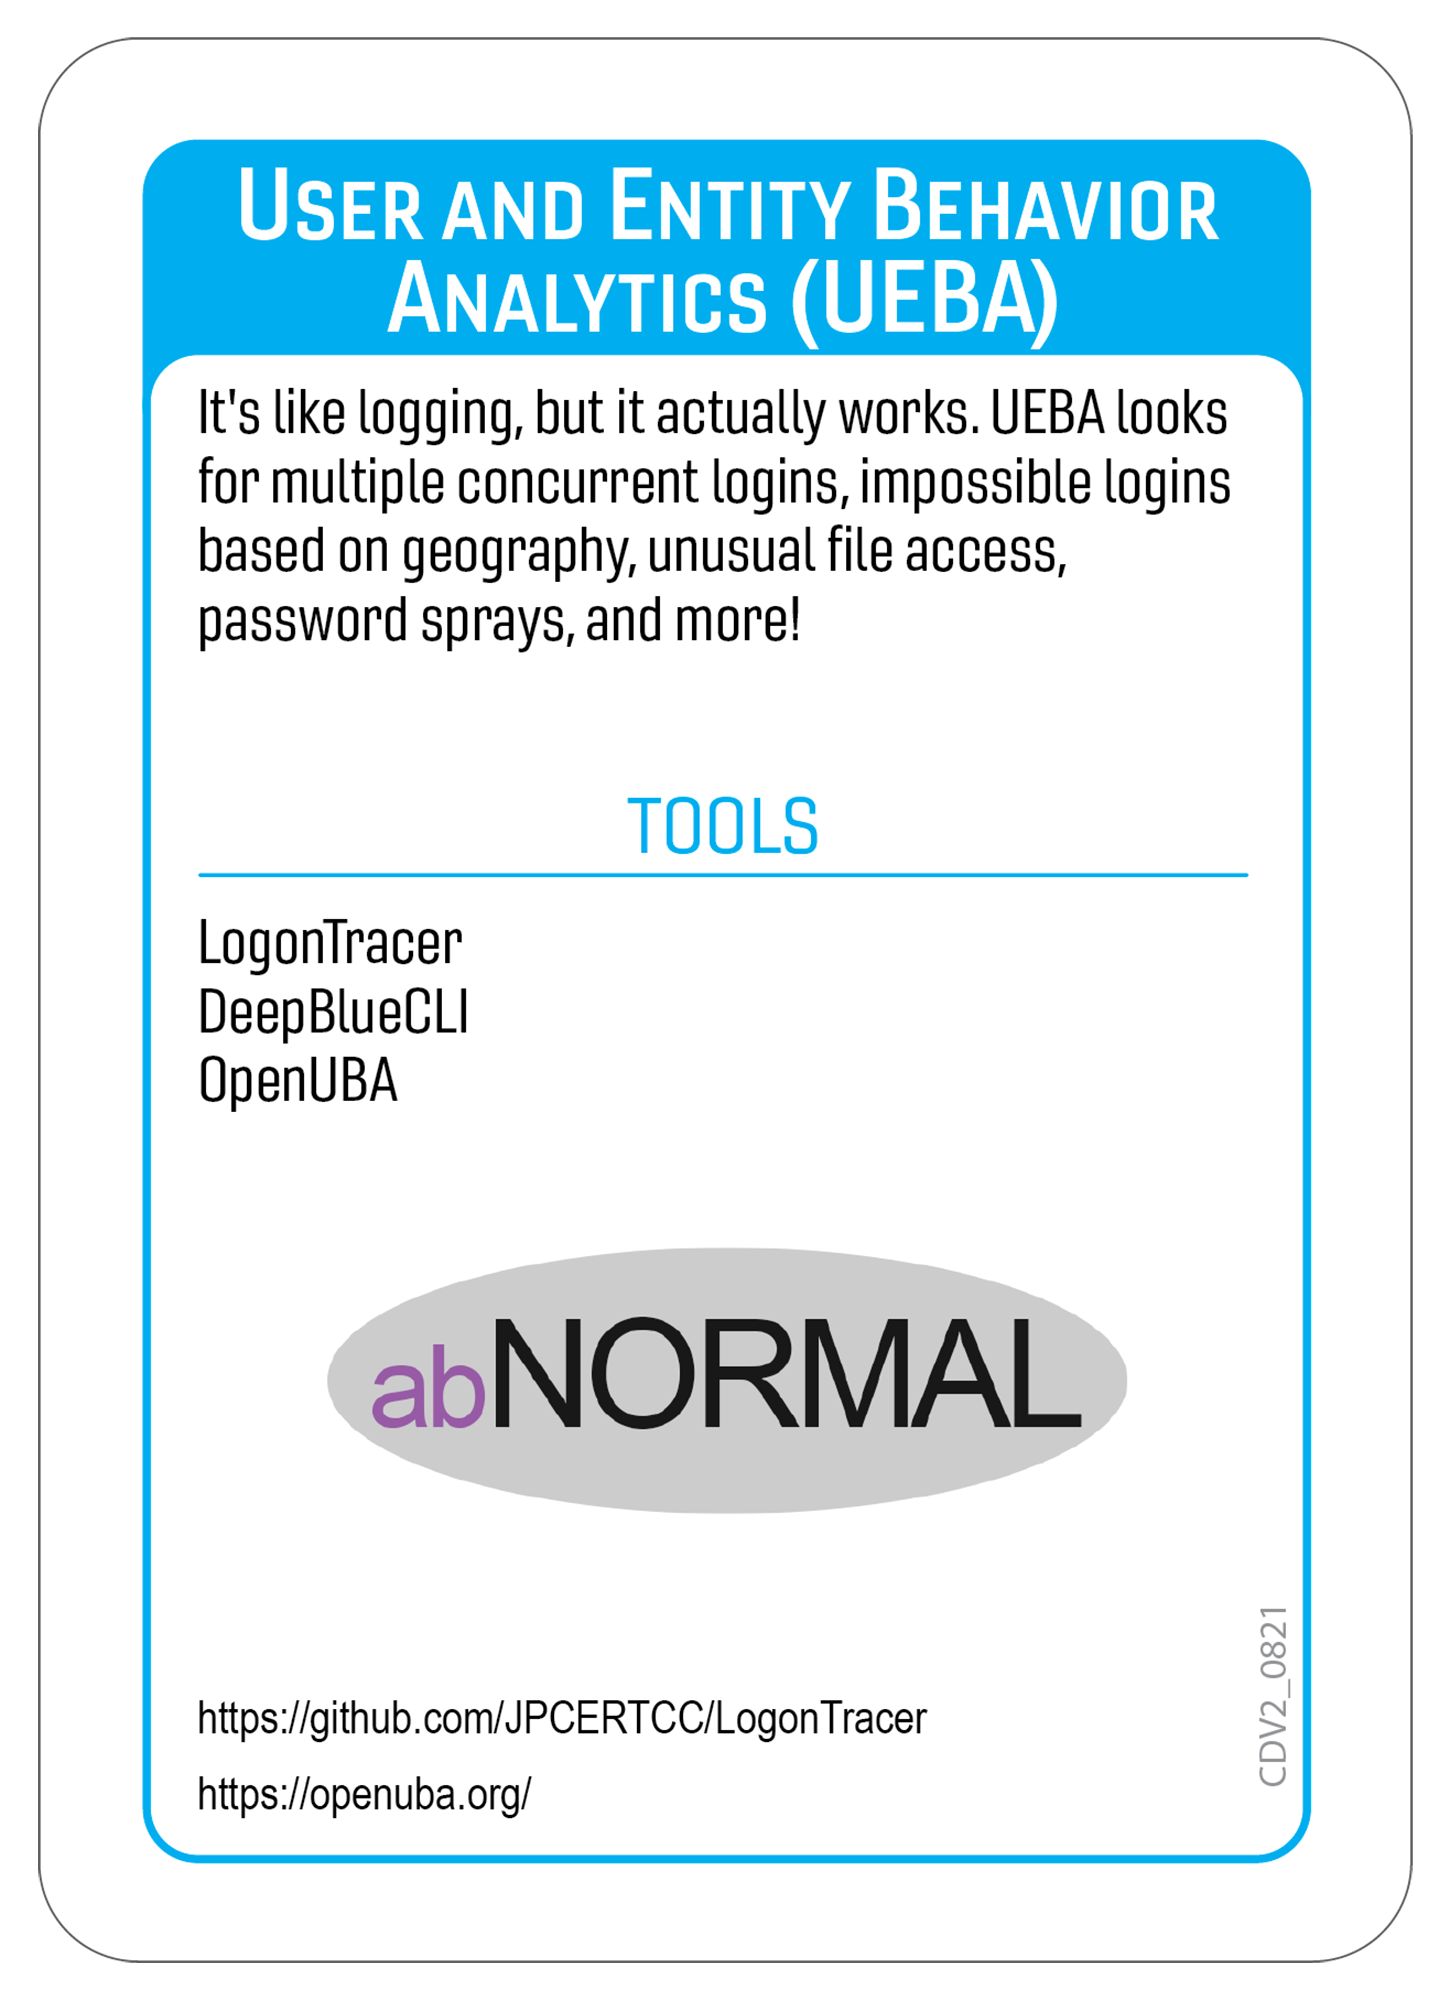 USER AND ENTITY BEHAVIOR
ANALYTICS (UEBA)
It's like logging, but it actually works. UEBA looks
for multiple concurrent logins, impossible logins
based on geography, unusual file access,
password sprays, and more!
TOOLS
LogonTracer
DeepBlueCLI
OpenUBA
abNORMAL
https://github.com/JPCERTCC/LogonTracer
https://openuba.org/
CDV2_0821